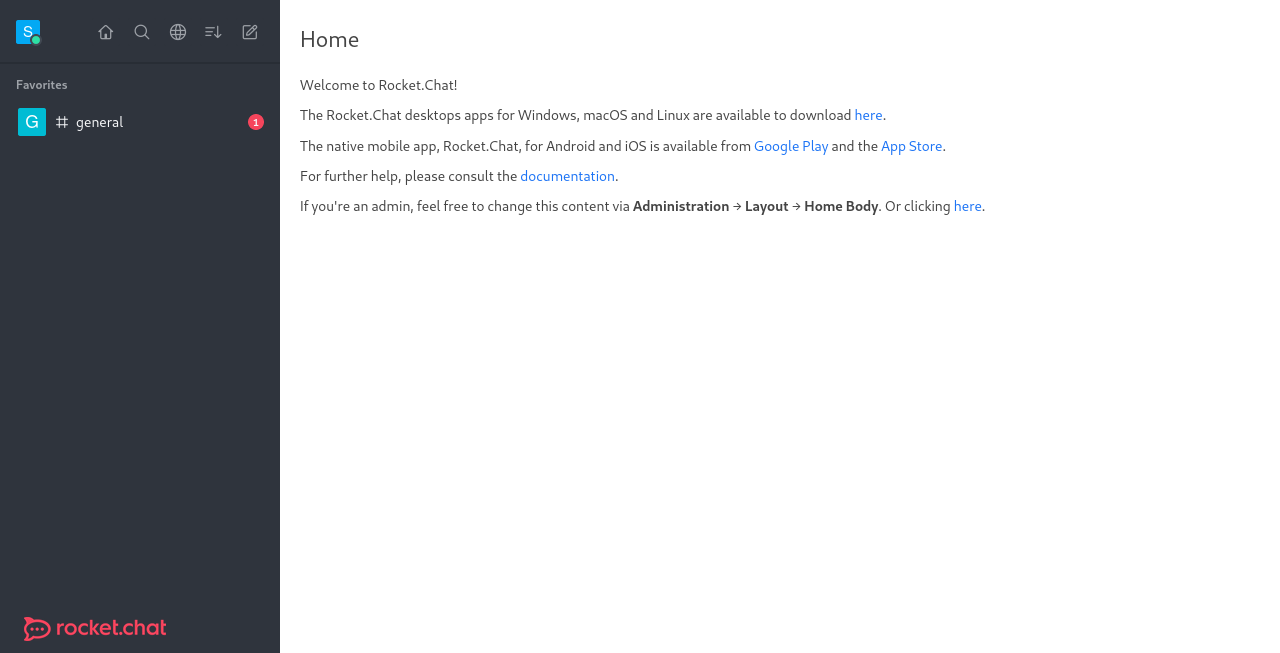 S
Favorites
G general 1
rocket.chat
Home
Welcome to Rocket.Chat!
The Rocket.Chat desktops apps for Windows, macOS and Linux are available to download here.
The native mobile app, Rocket.Chat, for Android and iOS is available from Google Play and the App Store.
For further help, please consult the documentation.
If you're an admin, feel free to change this content via Administration → Layout → Home Body. Or clicking here.